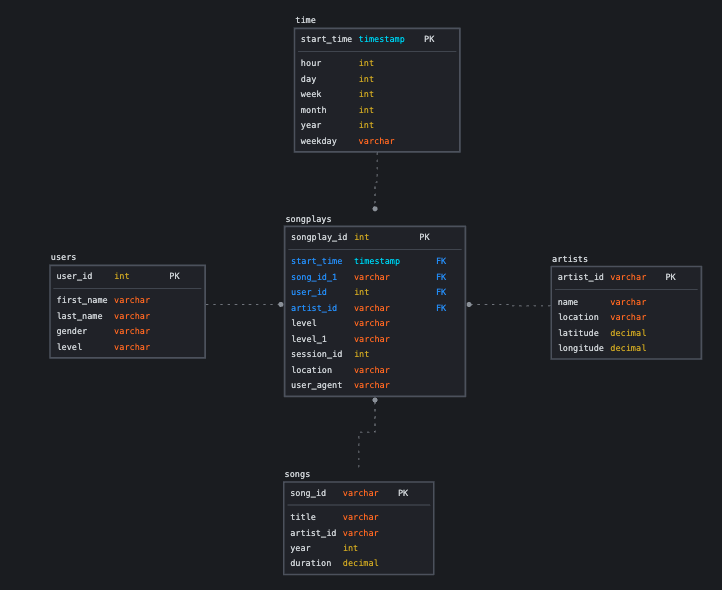 time
start_time timestamp PK
hour int
day int
week int
month int
year int
weekday varchar
songplays
songplay_id int PK
start_time timestamp FK
song_id_1 varchar FK
user_id int FK
artist_id varchar FK
level varchar
level_1 varchar
session_id int
location varchar
user_agent varchar
users
user_id int PK
first_name varchar
last_name varchar
gender varchar
level varchar
artists
artist_id varchar PK
name varchar
location varchar
latitude decimal
longitude decimal
songs
song_id varchar PK
title varchar
artist_id varchar
year int
duration decimal